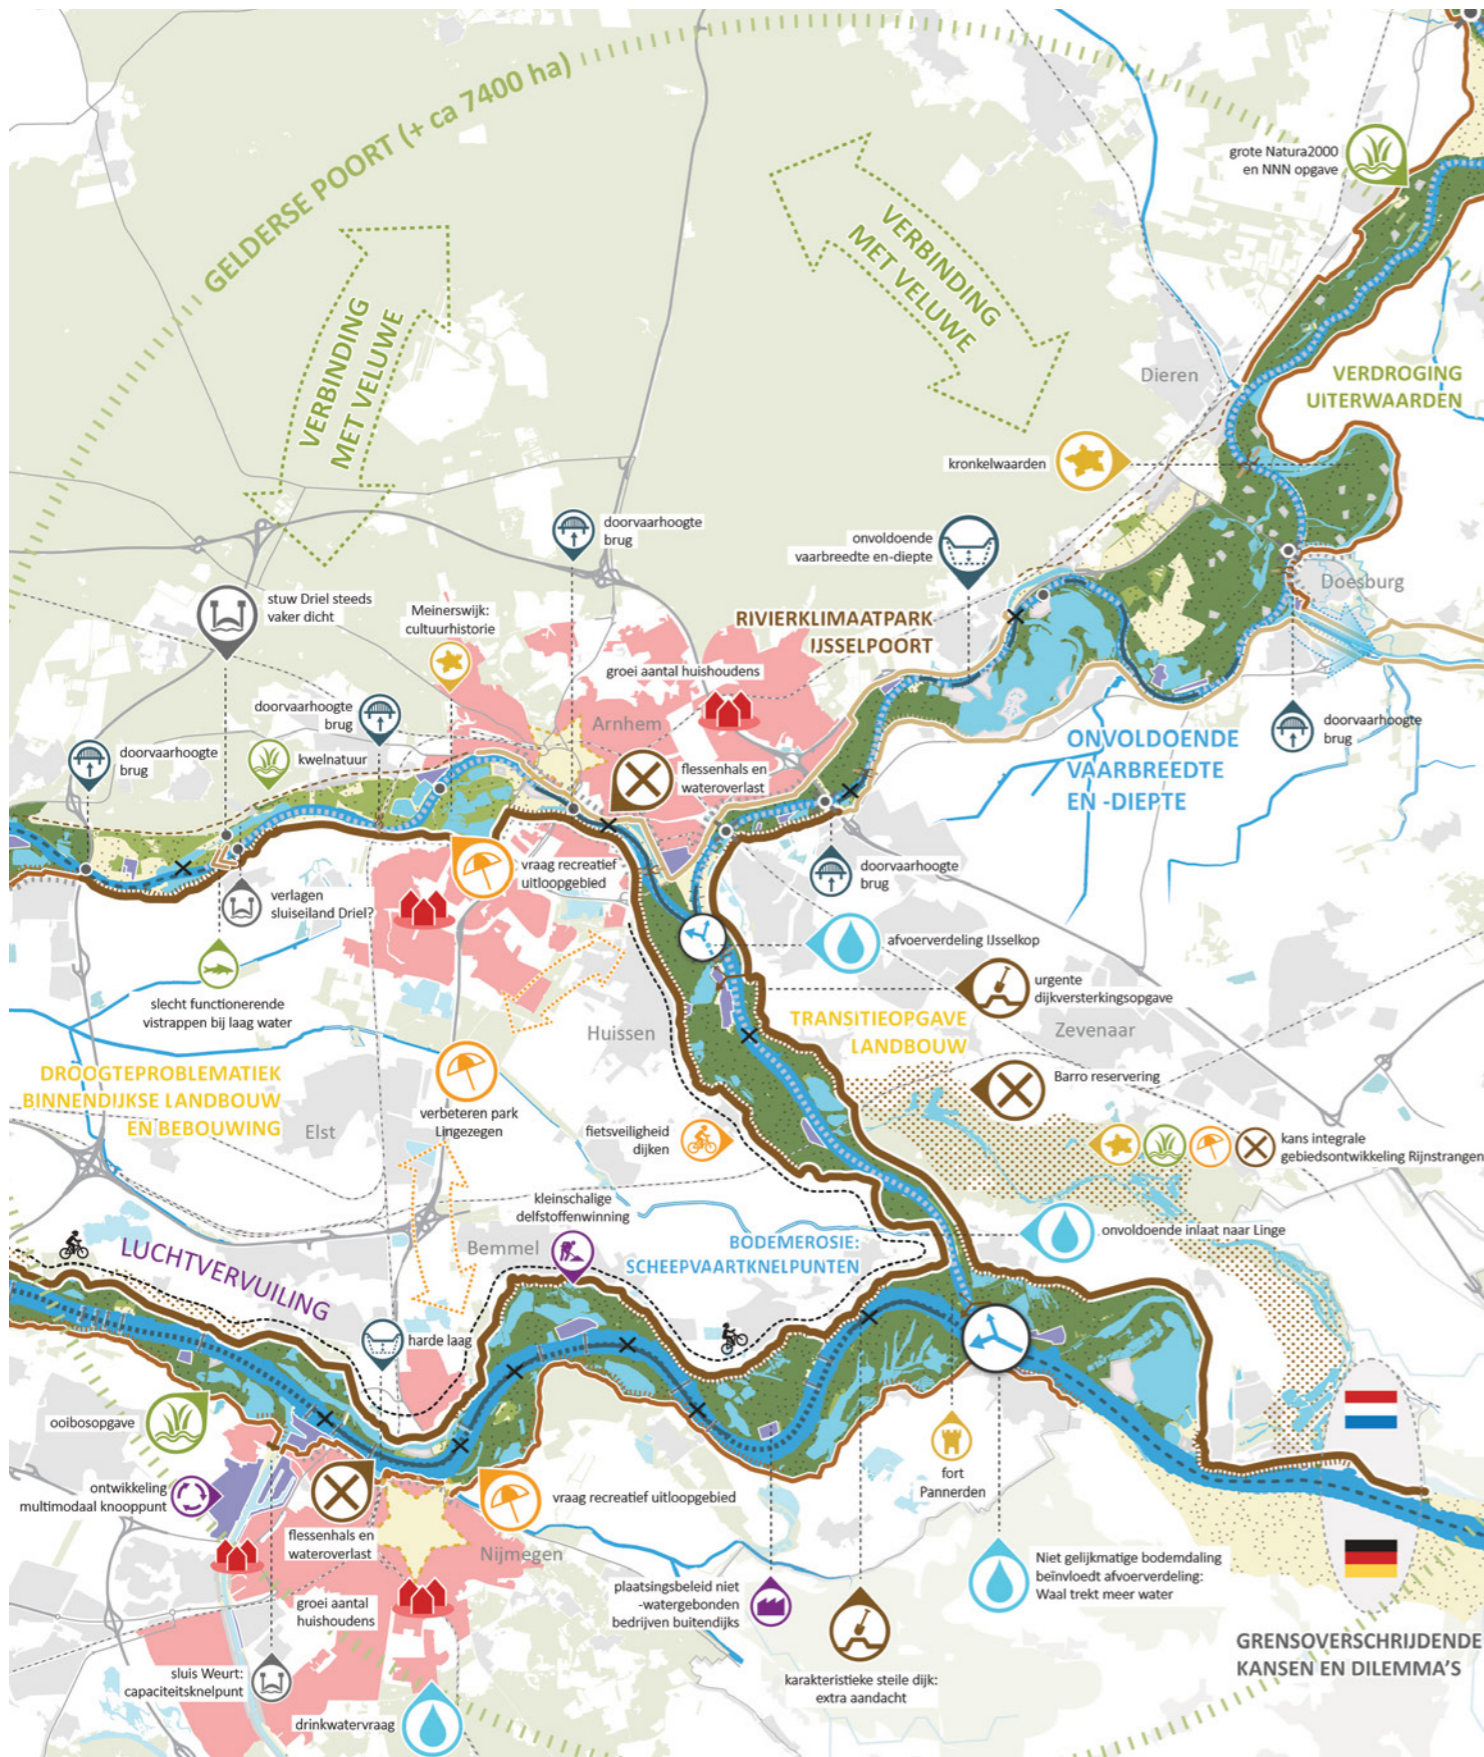 GELDERSE POORT (+ ca 7400 ha)
grote Natura2000
en NNN opgave
VERBINDING
MET VELUWE
VERBINDING
MET VELUWE
Dieren
VERDROGING
UITERWAARDEN
kronkelwaarden
doorvaarhoogte
brug
onvoldoende
vaarbreedte en-diepte
Doesburg
stuw Driel steeds
vaker dicht
Meinerswijk:
cultuurhistorie
RIVIERKLIMAATPARK
IJSSELPOORT
groei aantal huishoudens
Arnhem
doorvaarhoogte
brug
doorvaarhoogte
brug
kwelnatuur
doorvaarhoogte
brug
ONVOLDOENDE
VAARBREEDTE
EN -DIEPTE
flessenhals en
wateroverlast
vraag recreatief
uitloopgebied
doorvaarhoogte
brug
verlagen
sluiseiland Driel?
afvoerverdeling IJsselkop
urgente
dijkversterkingsopgave
slecht functionerende
vistrappen bij laag water
Huissen
TRANSITIEOPGAVE
LANDBOUW
Zevenaar
DROOGTEPROBLEMATIEK
BINNENDIJKSE LANDBOUW
EN BEBOUWING
Elst
verbeteren park
Lingezegen
Barro reservering
fietsveiligheid
dijken
kans integrale
gebiedsontwikkeling Rijnstrangen
kleinschalige
delfstoffenwinning
LUCHTVERVUILING
Bemmel
BODEMEROSIE:
SCHEEPVAARTKNELPUNTEN
onvoldoende inlaat naar Linge
harde laag
ooibosopgave
ontwikkeling
multimodaal knooppunt
flessenhals en
wateroverlast
vraag recreatief uitloopgebied
fort
Pannerden
Nijmegen
groei aantal
huishoudens
plaatsingsbeleid niet
-watergebonden
bedrijven buitendijks
Niet gelijkmatige bodemdaling
beïnvloedt afvoerverdeling:
Waal trekt meer water
sluis Weurt:
capaciteitsknelpunt
karakteristieke steile dijk:
extra aandacht
GRENSOVERSCHRIJDENDE
KANSEN EN DILEMMA'S
drinkwatervraag